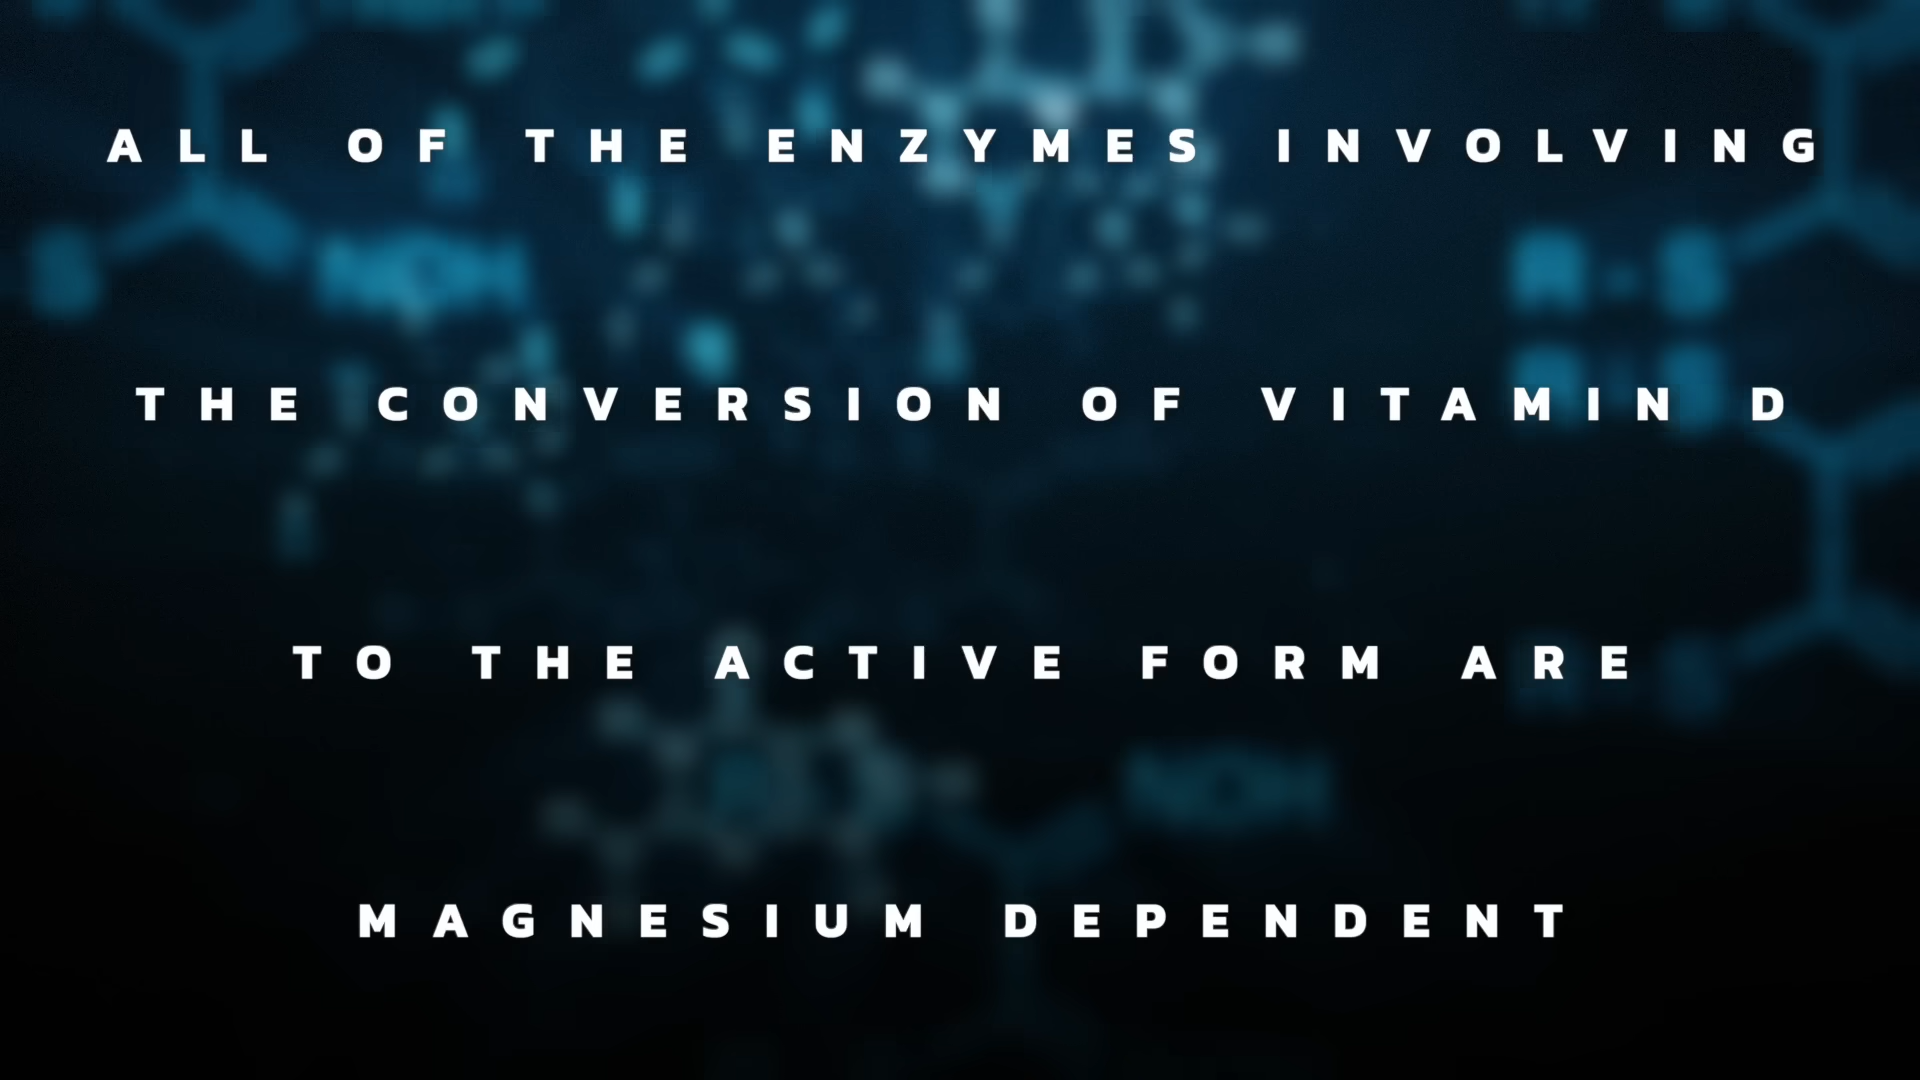 ALL OF THE ENZYMES INVOLVING
THE CONVERSION OF VITAMIN D
TO THE ACTIVE FORM ARE
MAGNESIUM DEPENDENT